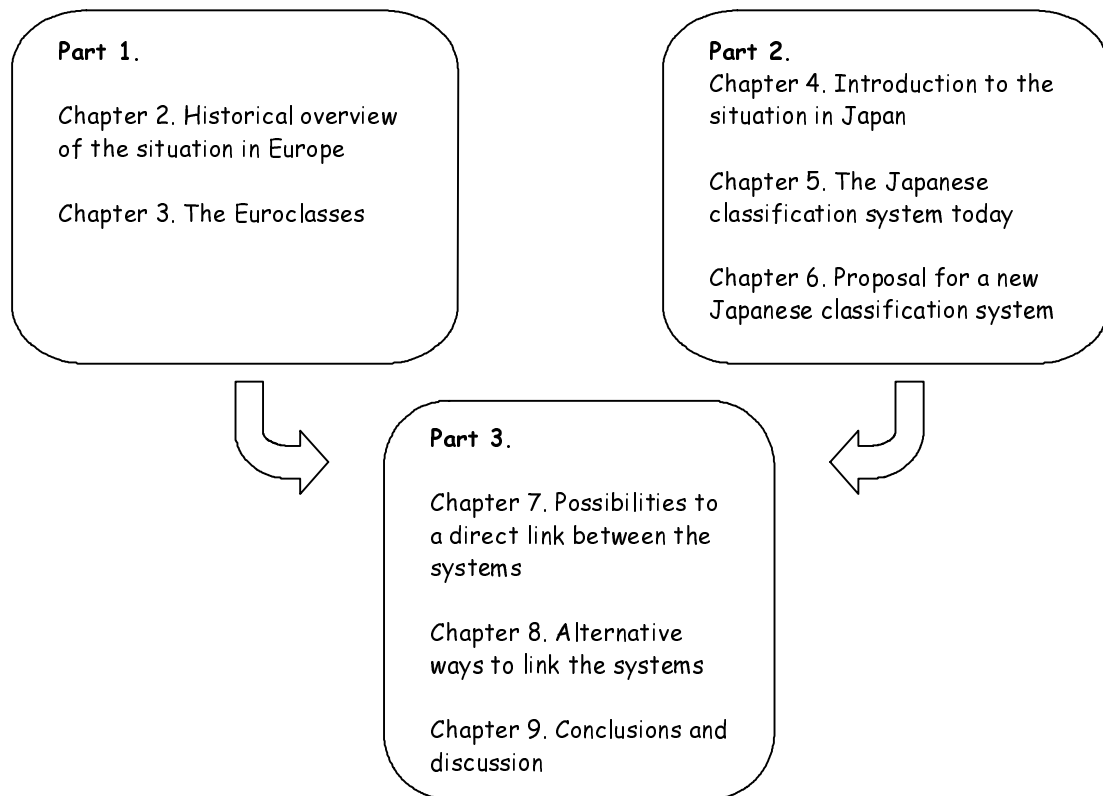 Part 1.
Chapter 2. Historical overview
of the situation in Europe
Chapter 3. The Euroclasses
Part 2.
Chapter 4. Introduction to the
situation in Japan
Chapter 5. The Japanese
classification system today
Chapter 6. Proposal for a new
Japanese classification system
Part 3.
Chapter 7. Possibilities to
a direct link between the
systems
Chapter 8. Alternative
ways to link the systems
Chapter 9. Conclusions and
discussion